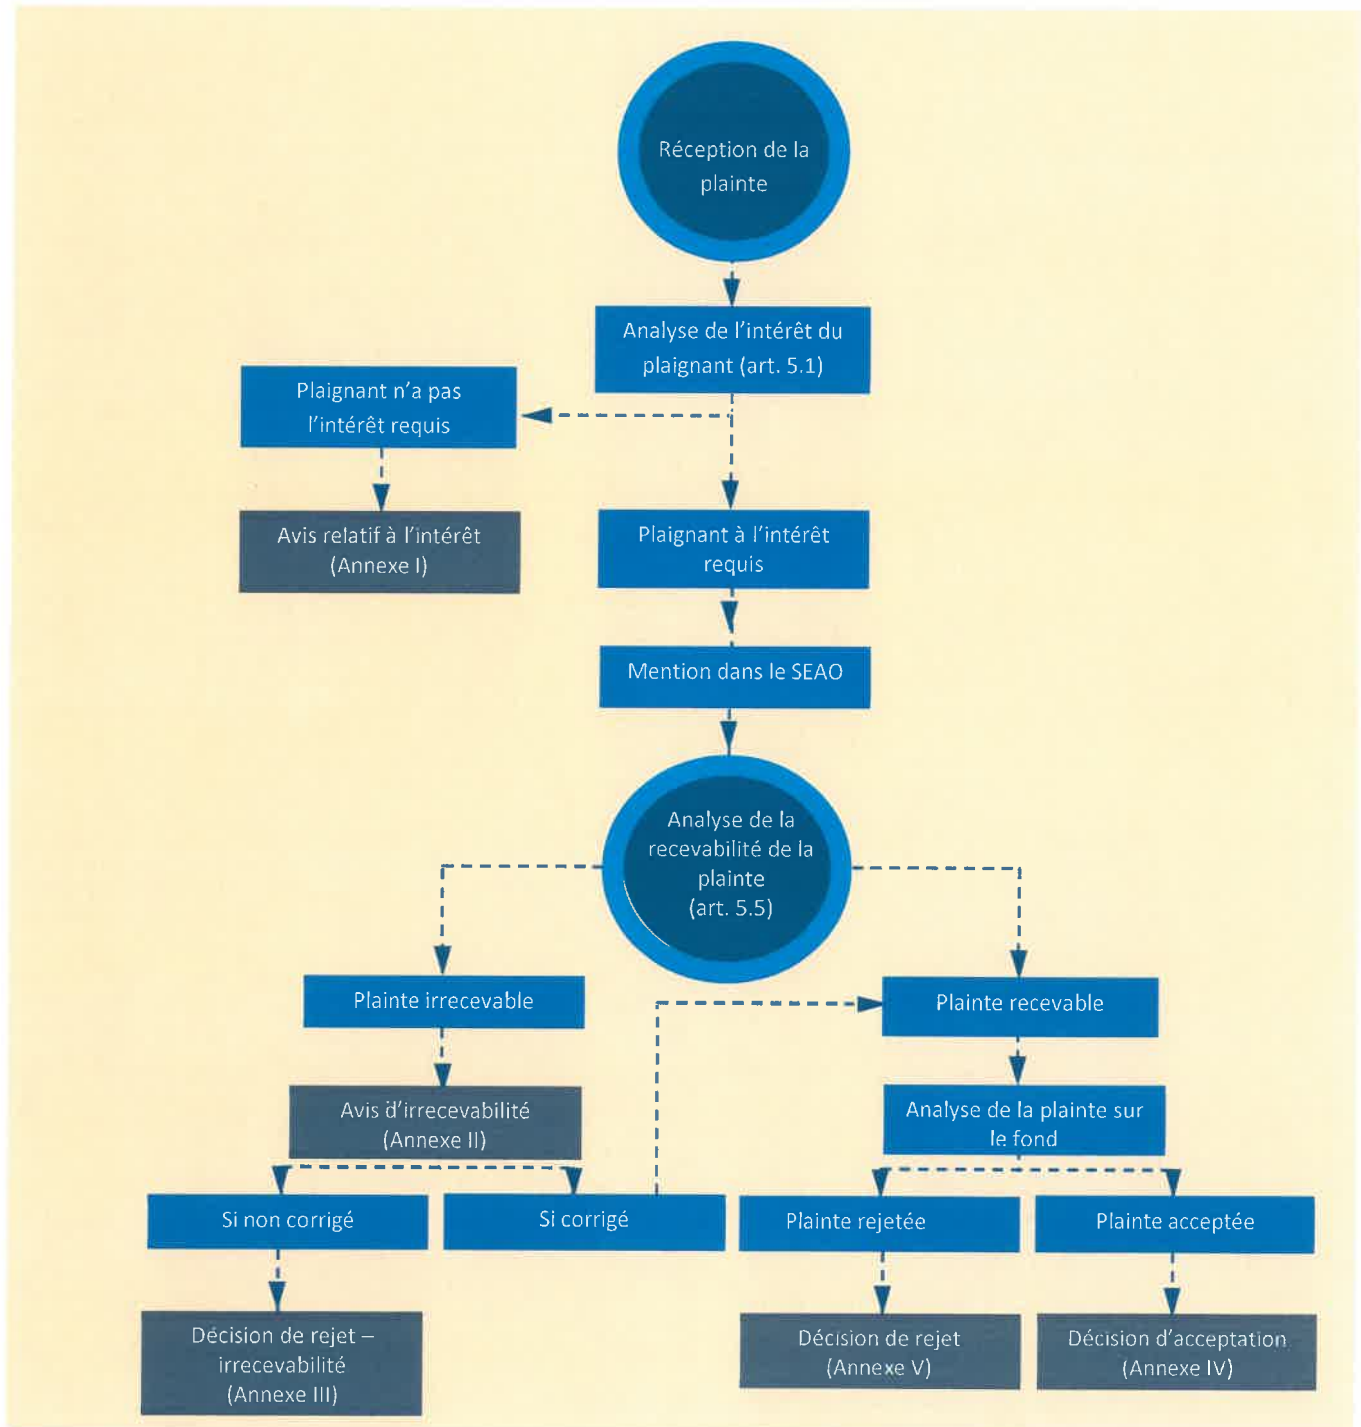 Réception de la
plainte
Analyse de l'intérêt du
plaignant (art. 5.1)
Plaignant n'a pas
l'intérêt requis
Avis relatif à l'intérêt
(Annexe I)
Plaignant à l'intérêt
requis
Mention dans le SEAO
Analyse de la
recevabilité de la
plainte
(art. 5.5)
Plainte irrecevable
Plainte recevable
Avis d'irrecevabilité
(Annexe II)
Analyse de la plainte sur
le fond
Si non corrigé
Si corrigé
Plainte rejetée
Plainte acceptée
Décision de rejet –
irrecevabilité
(Annexe III)
Décision de rejet
(Annexe V)
Décision d'acceptation
(Annexe IV)